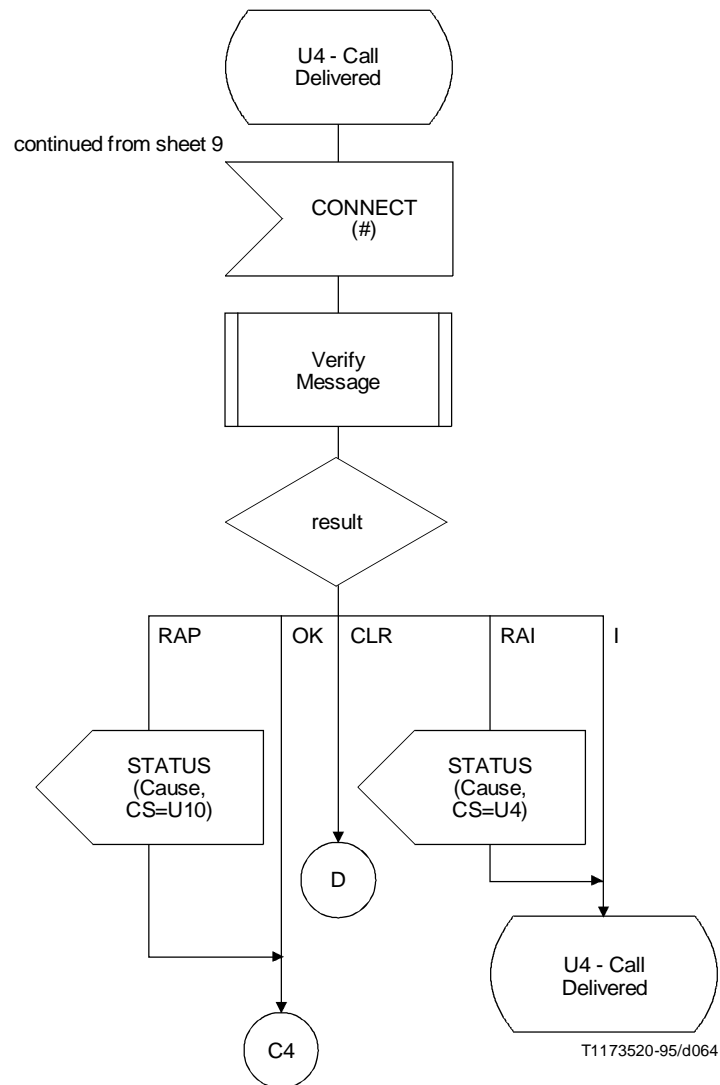 U4 - Call
Delivered
continued from sheet 9
CONNECT
(#)
Verify
Message
result
RAP
OK
CLR
RAI
I
STATUS
(Cause,
CS=U10)
STATUS
(Cause,
CS=U4)
D
U4 - Call
Delivered
C4
T1173520-95/d064